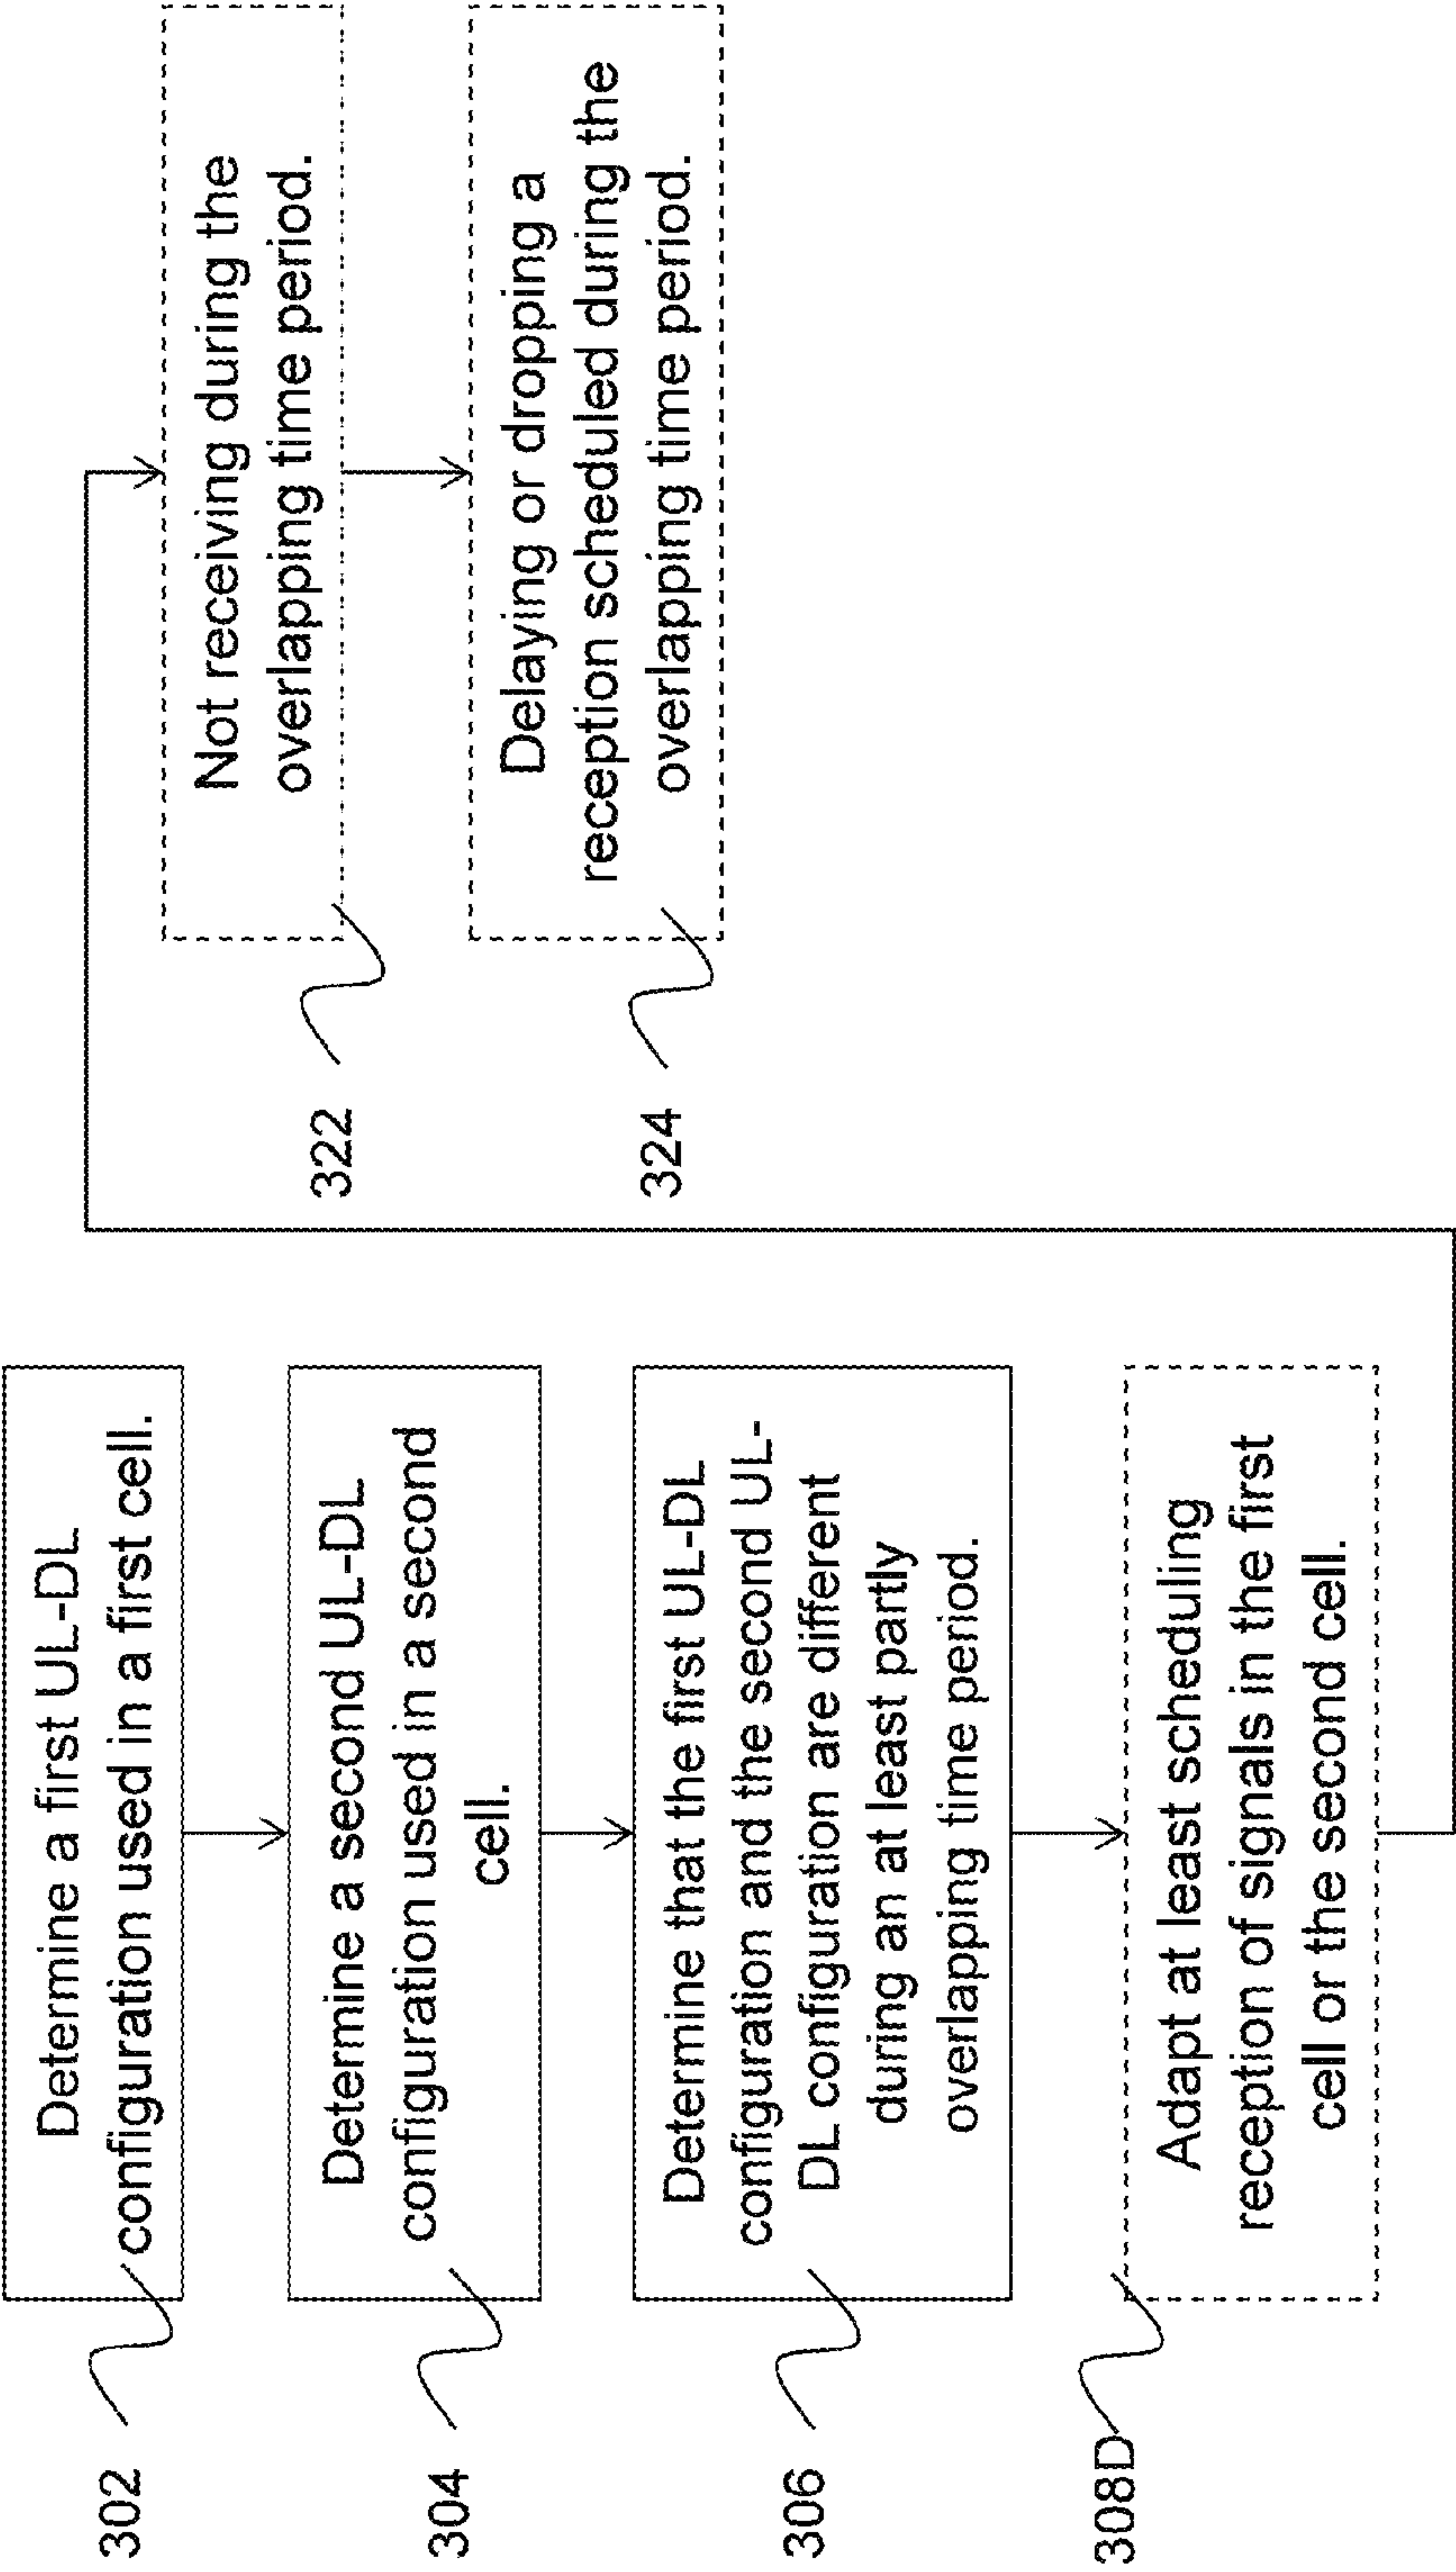 302
Determine a first UL-DL
configuration used in a first cell.
304
Determine a second UL-DL
configuration used in a second
cell.
306
Determine that the first UL-DL
configuration and the second UL-
DL configuration are different
during an at least partly
overlapping time period.
308D
Adapt at least scheduling
reception of signals in the first
cell or the second cell.
322
Not receiving during the
overlapping time period.
324
Delaying or dropping a
reception scheduled during the
overlapping time period.